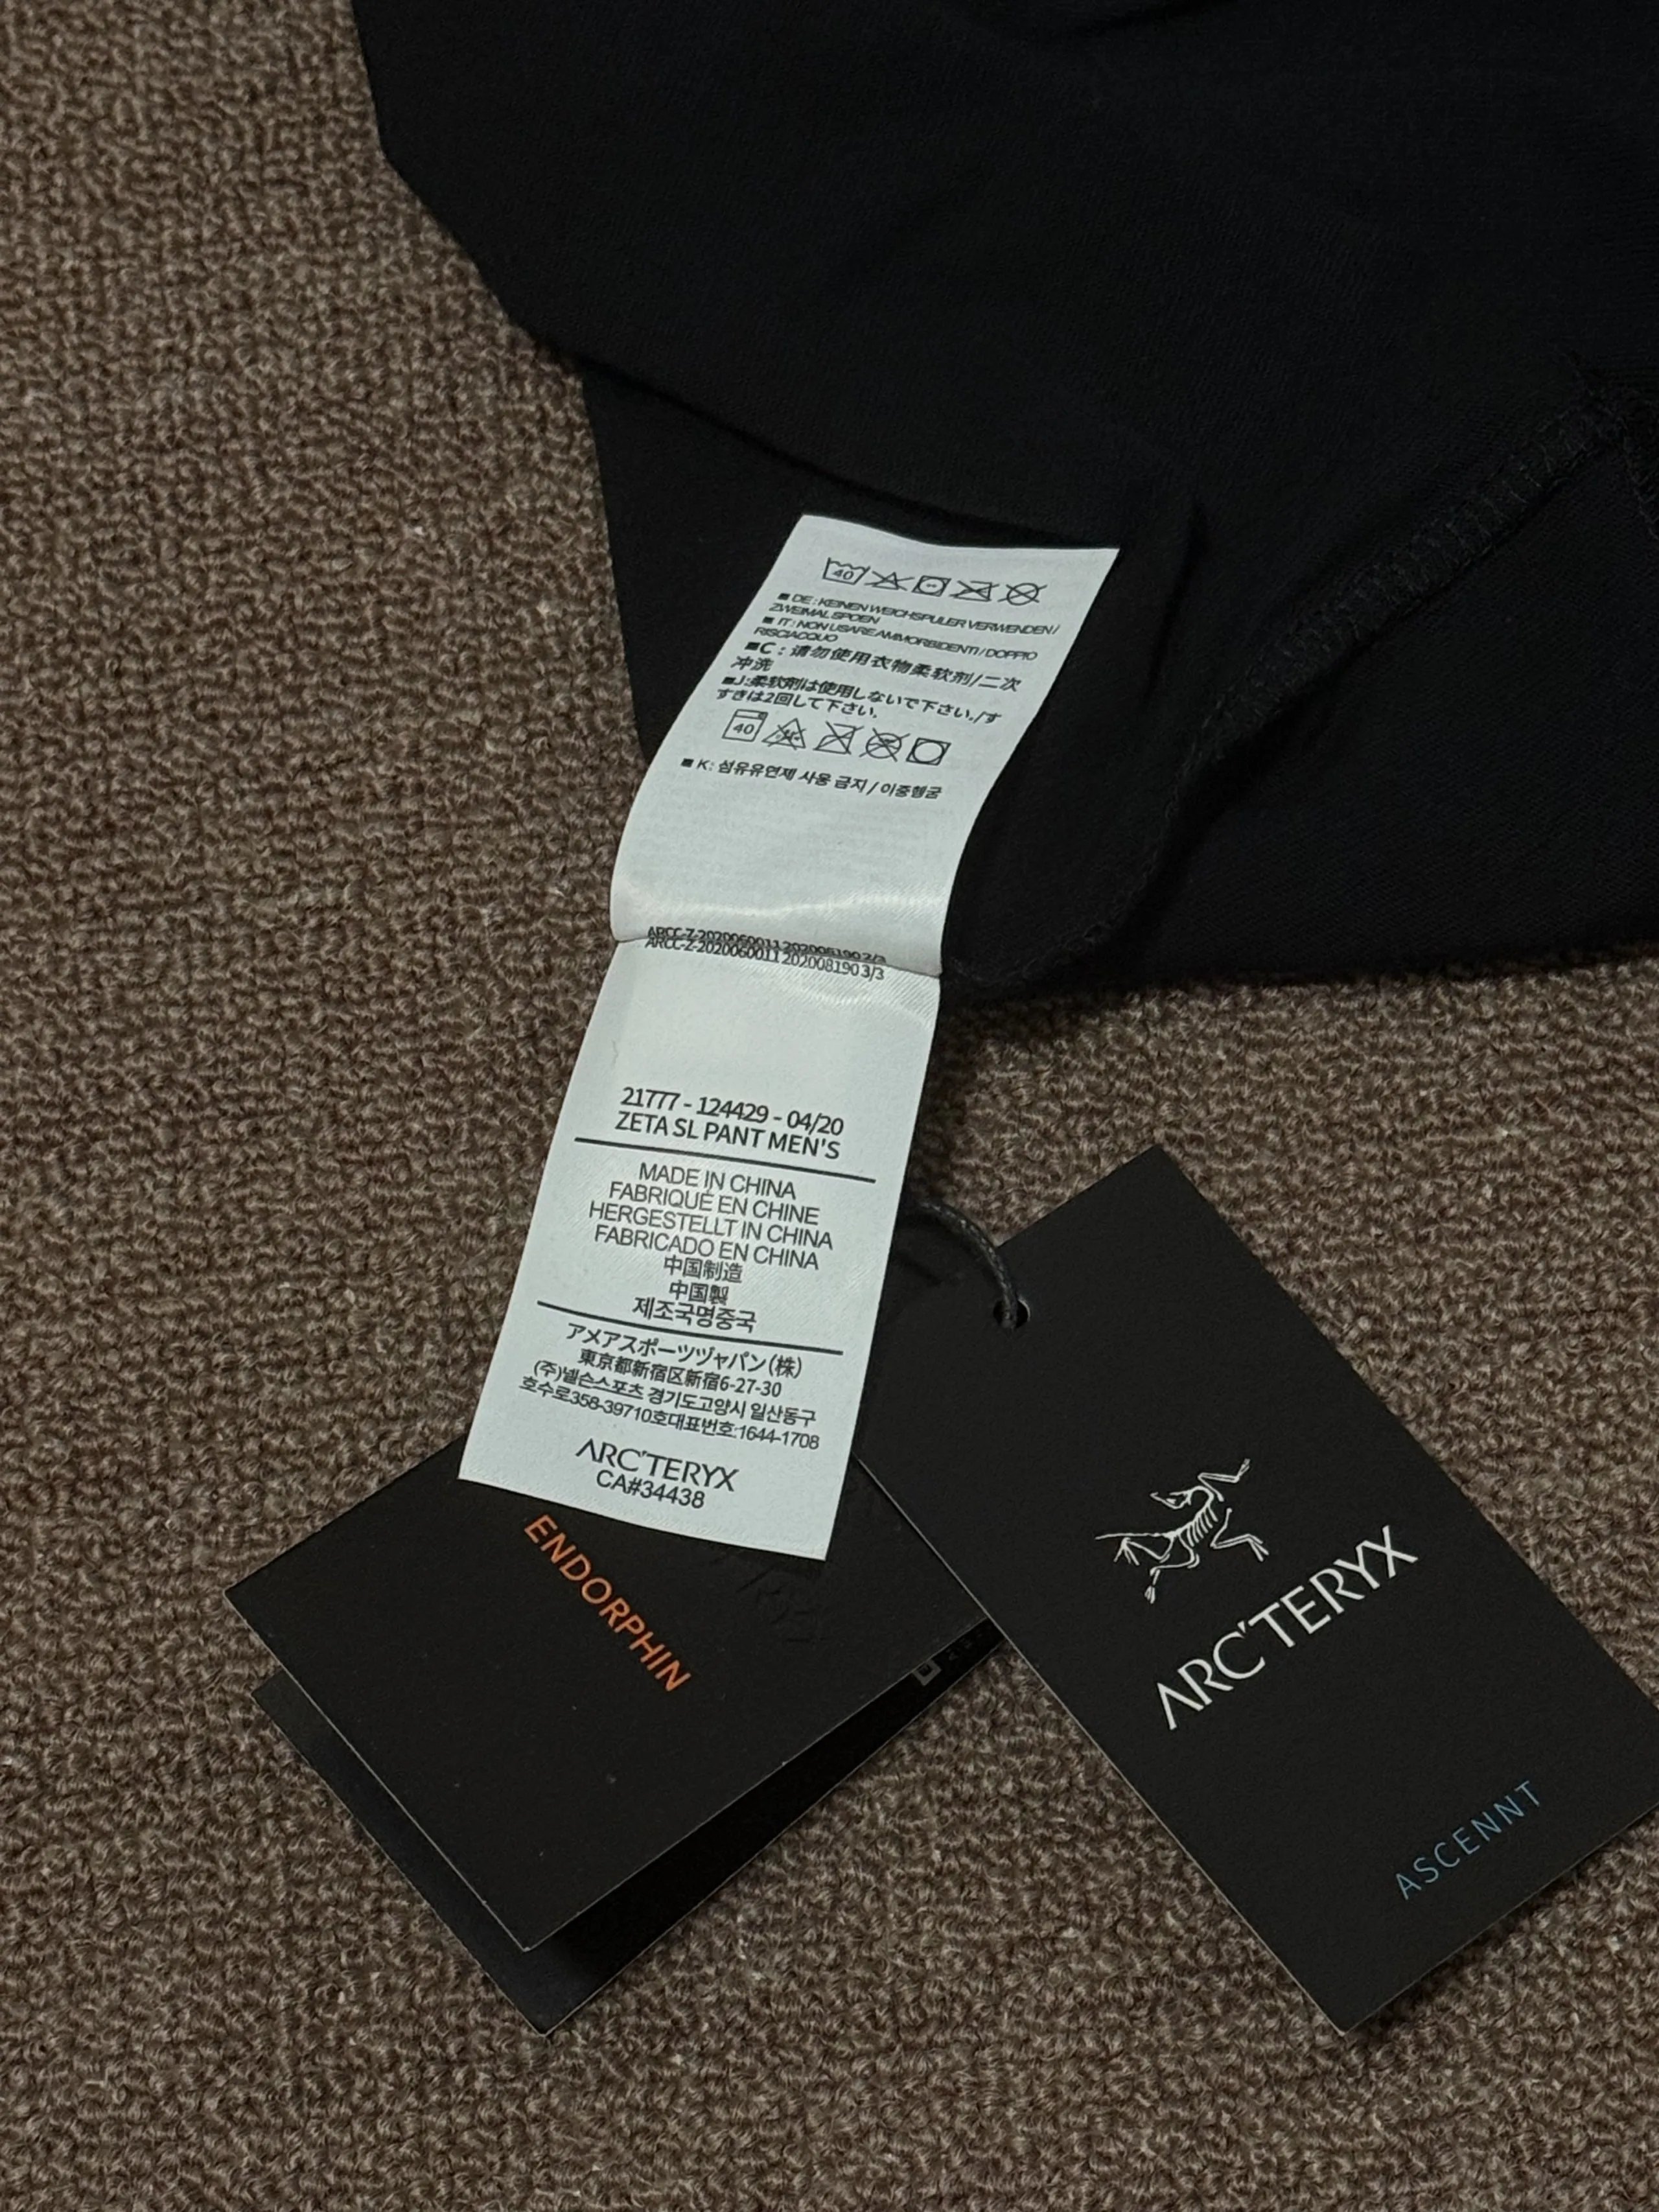 40
■ DE : KEINEN WEICHSPULER VERWENDEN /
ZWEIMAL SPOEN
■ IT : NON USARE AMMORBIDENTI / DOPPIO
RISCIACQUO
■C : 请勿使用衣物柔软剂/二次
冲洗
■J:柔软剤は使用しないで下さい./す
すきは2回して下さい.
40
■ K: 섬유유연제 사용 금지 / 이중헹굼
ARCC-Z-2020060011 202008190 3/3
21777 - 124429 - 04/20
ZETA SL PANT MEN'S
MADE IN CHINA
FABRIQUÉ EN CHINE
HERGESTELLT IN CHINA
FABRICADO EN CHINA
中国制造
中国製
제조국명중국
アメアスポーツヅャパン(株)
東京都新宿区新宿6-27-30
(주)넬슨스포츠 경기도고양시 일산동구
호수로358-39710호대표번호:1644-1708
ARC'TERYX
CA#34438
ENDORPHIN
ARC'TERYX
ASCENNT